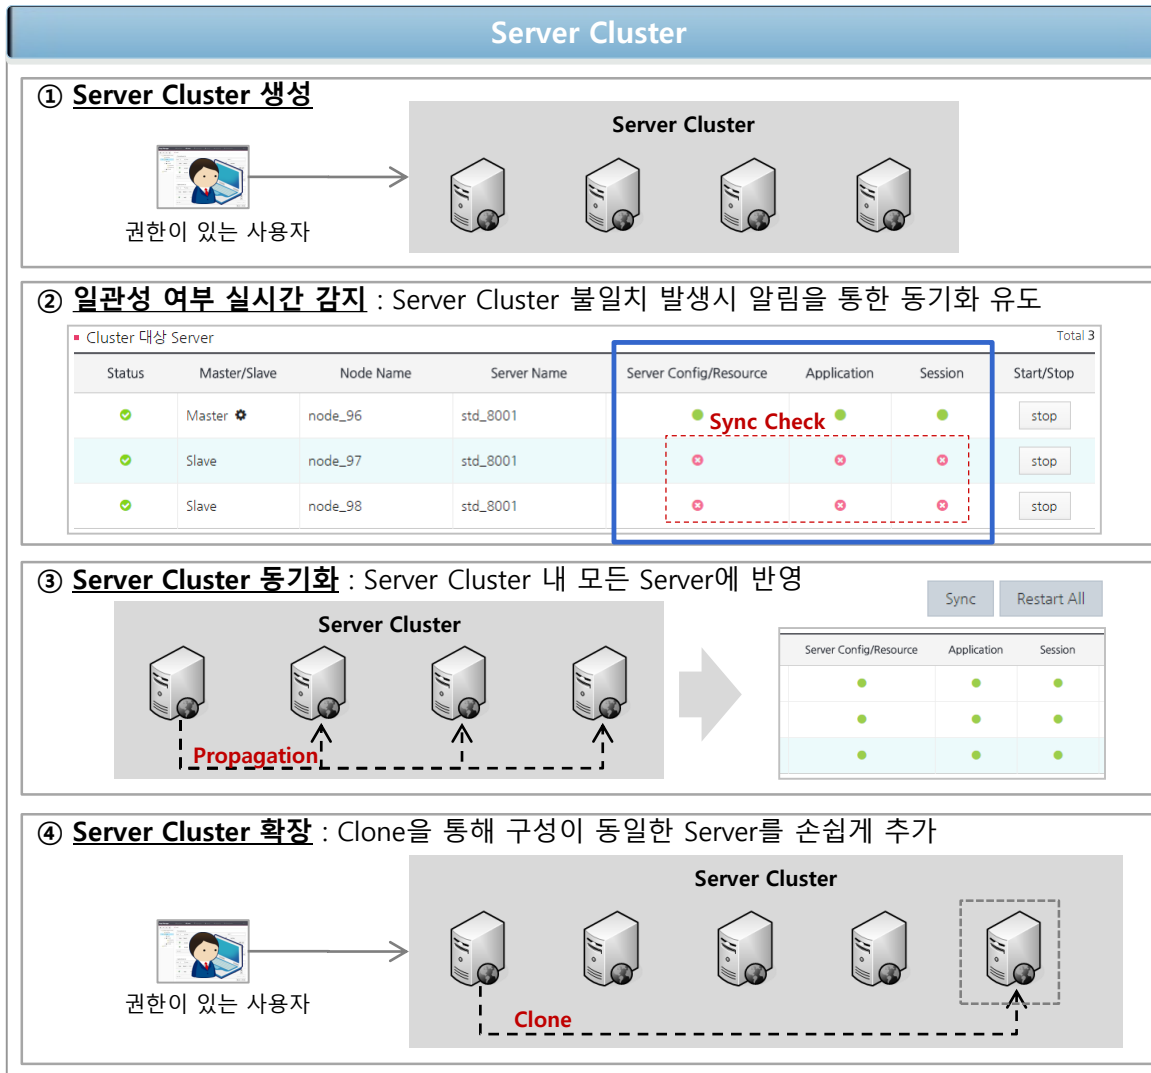 Server Cluster
① Server Cluster 생성
Server Cluster
권한이 있는 사용자
② 일관성 여부 실시간 감지 : Server Cluster 불일치 발생시 알림을 통한 동기화 유도
Cluster 대상 Server Total 3
Status Master/Slave Node Name Server Name Server Config/Resource Application Session Start/Stop
Master node_96 std_8001 stop
Sync Check
Slave node_97 std_8001 stop
Slave node_98 std_8001 stop
③ Server Cluster 동기화 : Server Cluster 내 모든 Server에 반영
Sync Restart All
Server Cluster
Server Config/Resource Application Session
Propagation
④ Server Cluster 확장 : Clone을 통해 구성이 동일한 Server를 손쉽게 추가
Server Cluster
권한이 있는 사용자
Clone